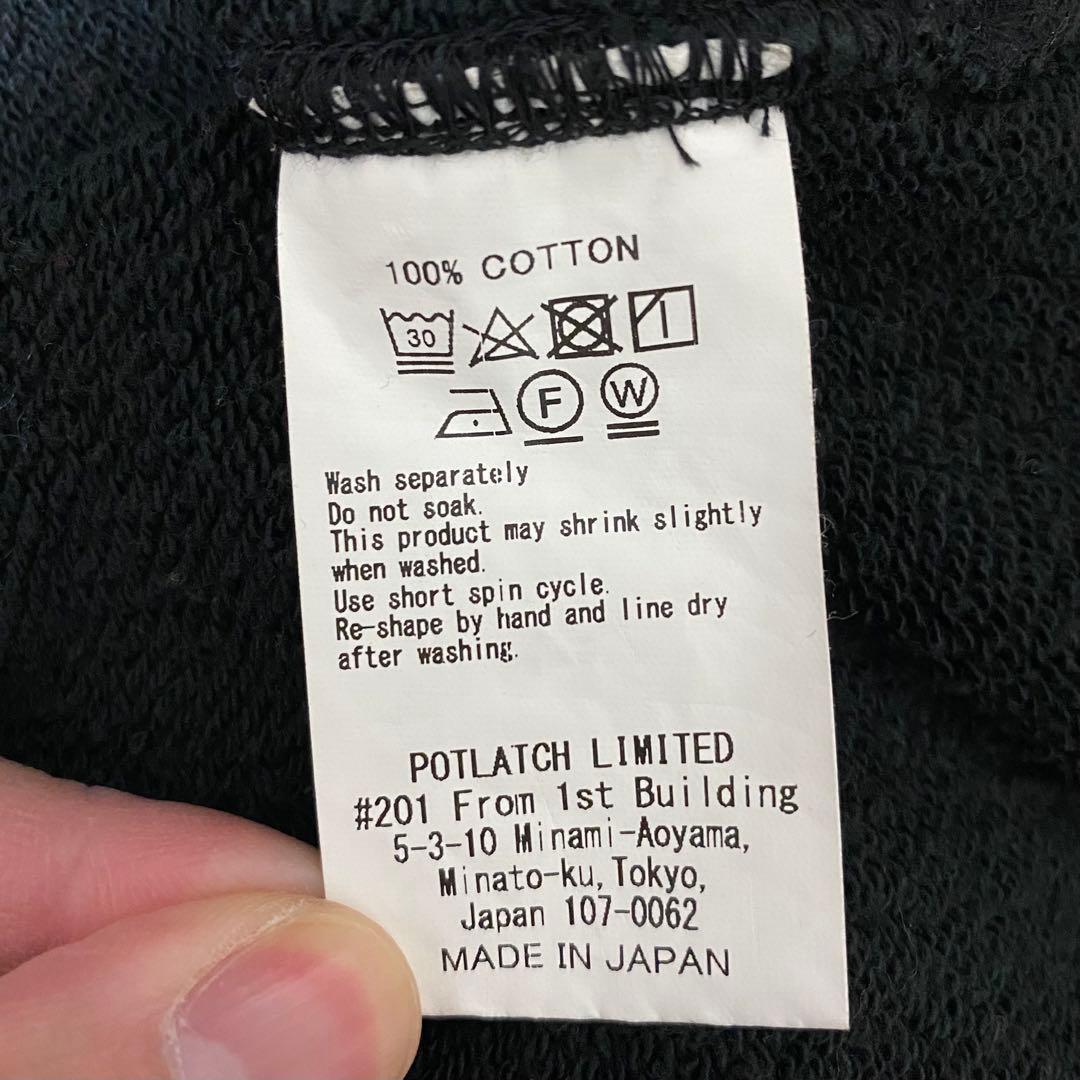 100% COTTON
30
F W
Wash separately
Do not soak.
This product may shrink slightly
when washed.
Use short spin cycle.
Re-shape by hand and line dry
after washing.
POTLATCH LIMITED
#201 From 1st Building
5-3-10 Minami-Aoyama,
Minato-ku, Tokyo,
Japan 107-0062
MADE IN JAPAN